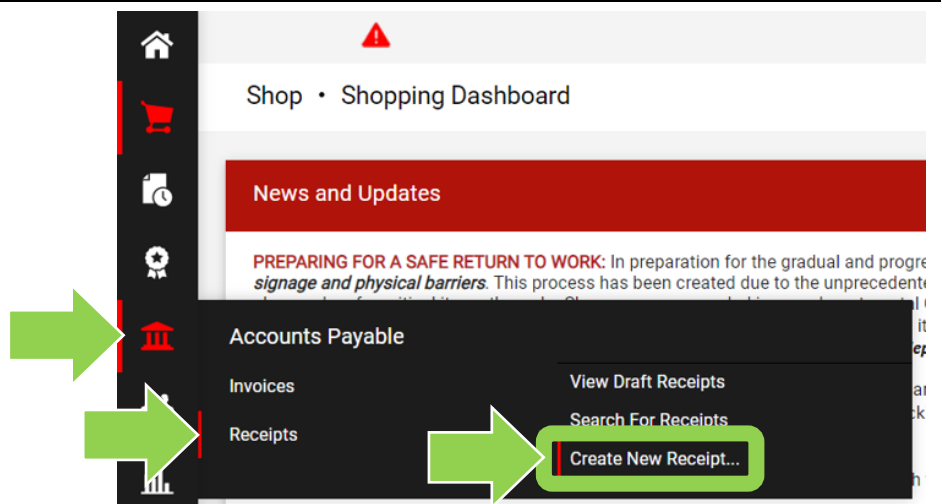 Shop • Shopping Dashboard
News and Updates
PREPARING FOR A SAFE RETURN TO WORK: In preparation for the gradual and progre
signage and physical barriers. This process has been created due to the unprecedente
Accounts Payable
Invoices
View Draft Receipts
Receipts
Search For Receipts
Create New Receipt...